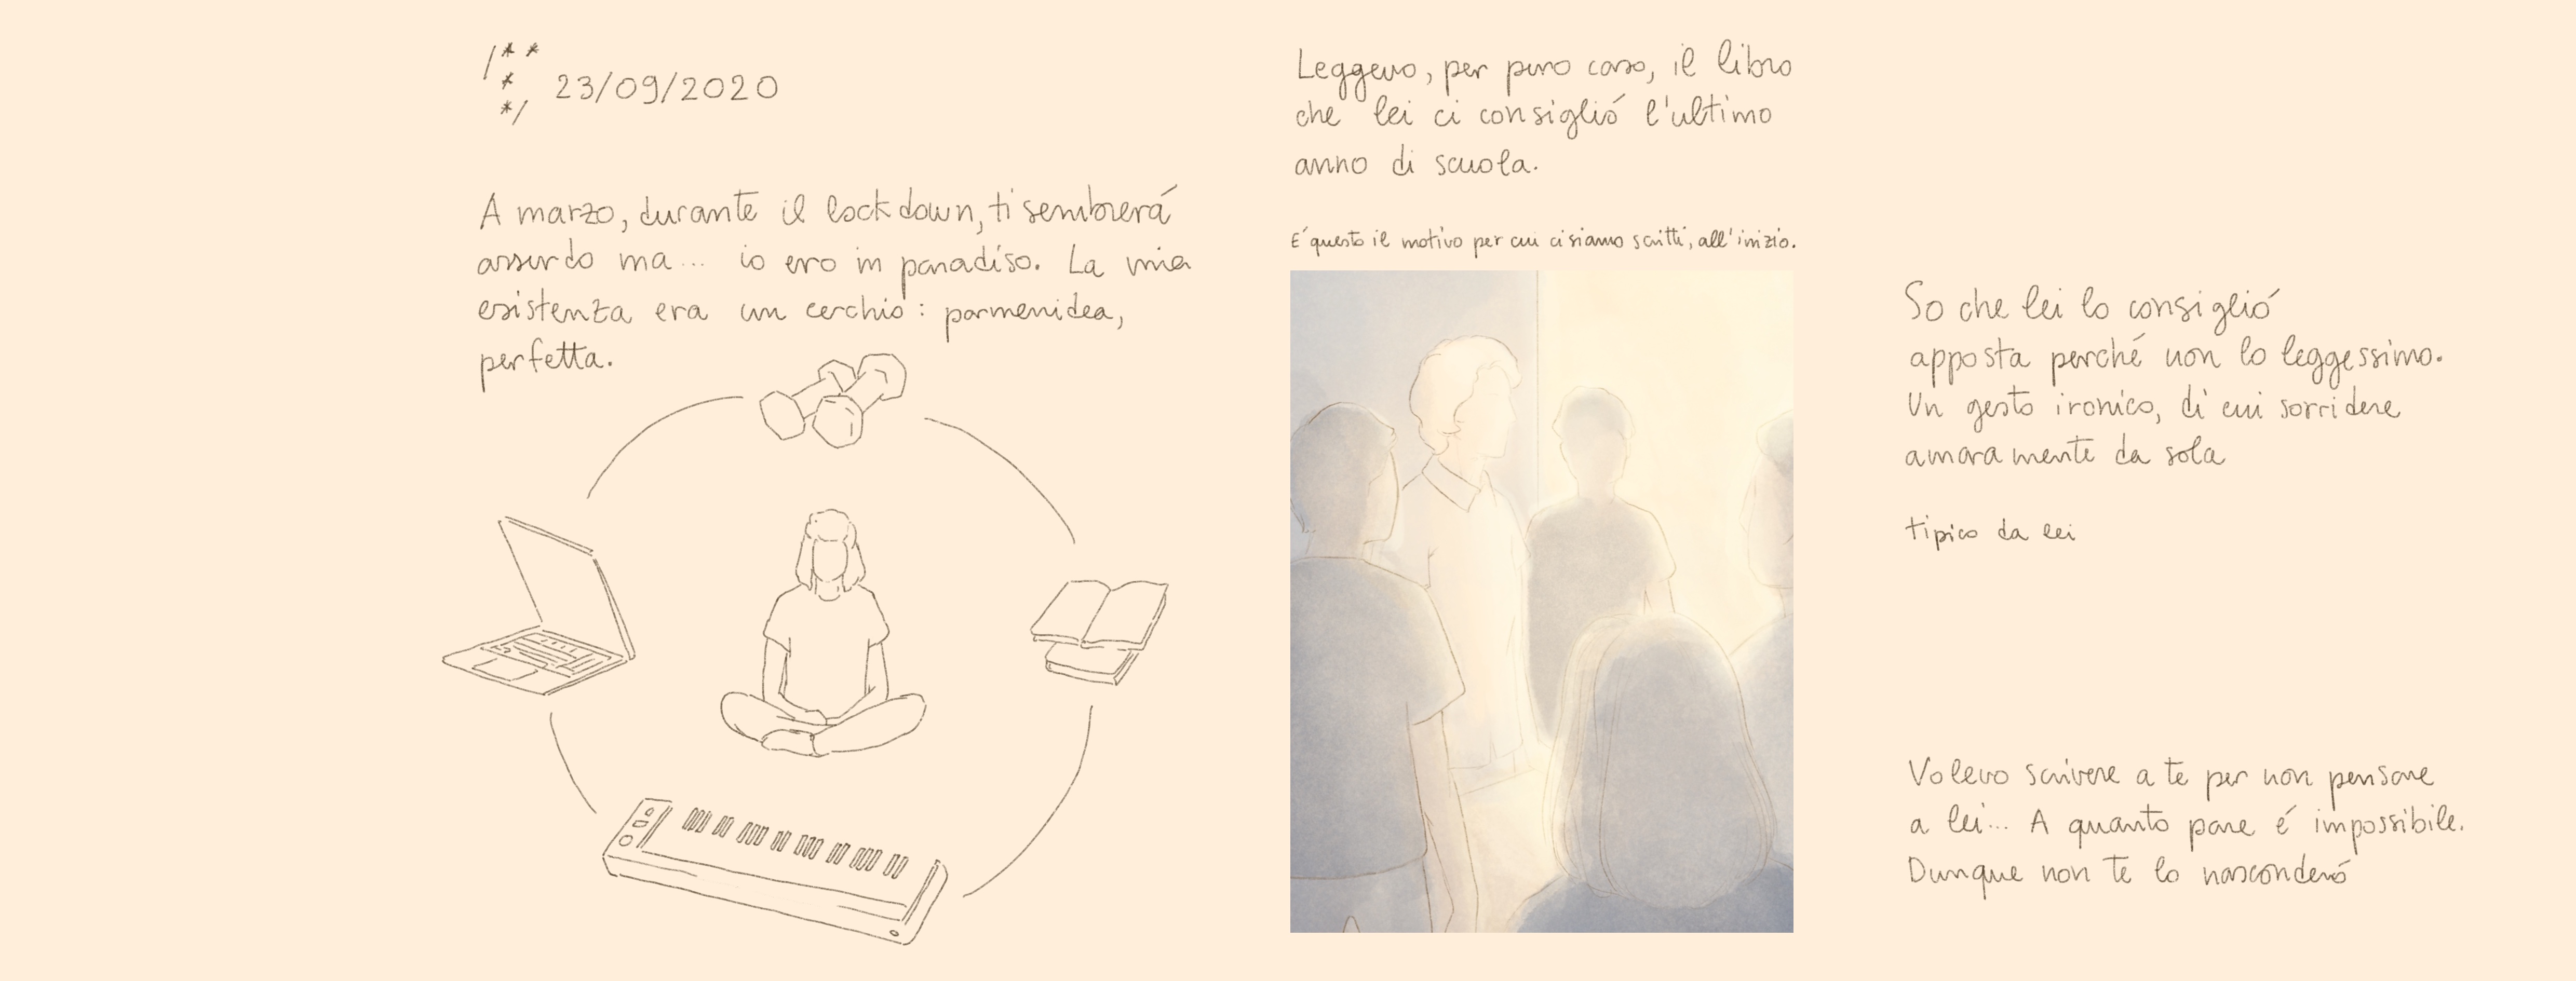 /**
* 23/09/2020
*/
A marzo, durante il lockdown, ti sembrerá
assurdo ma... io ero in paradiso. La mia
esistenza era un cerchio: parmenidea,
perfetta.
Leggevo, per puro caso, il libro
che lei ci consiglió l'ultimo
anno di scuola.
E' questo il motivo per cui ci siamo scritti, all'inizio.
So che lei lo consiglió
apposta perché non lo leggessimo.
Un gesto ironico, di cui sorridere
amaramente da sola
tipico da lei
Volevo scrivere a te per non pensare
a lei... A quanto pare é impossibile.
Dunque non te lo nasconderó